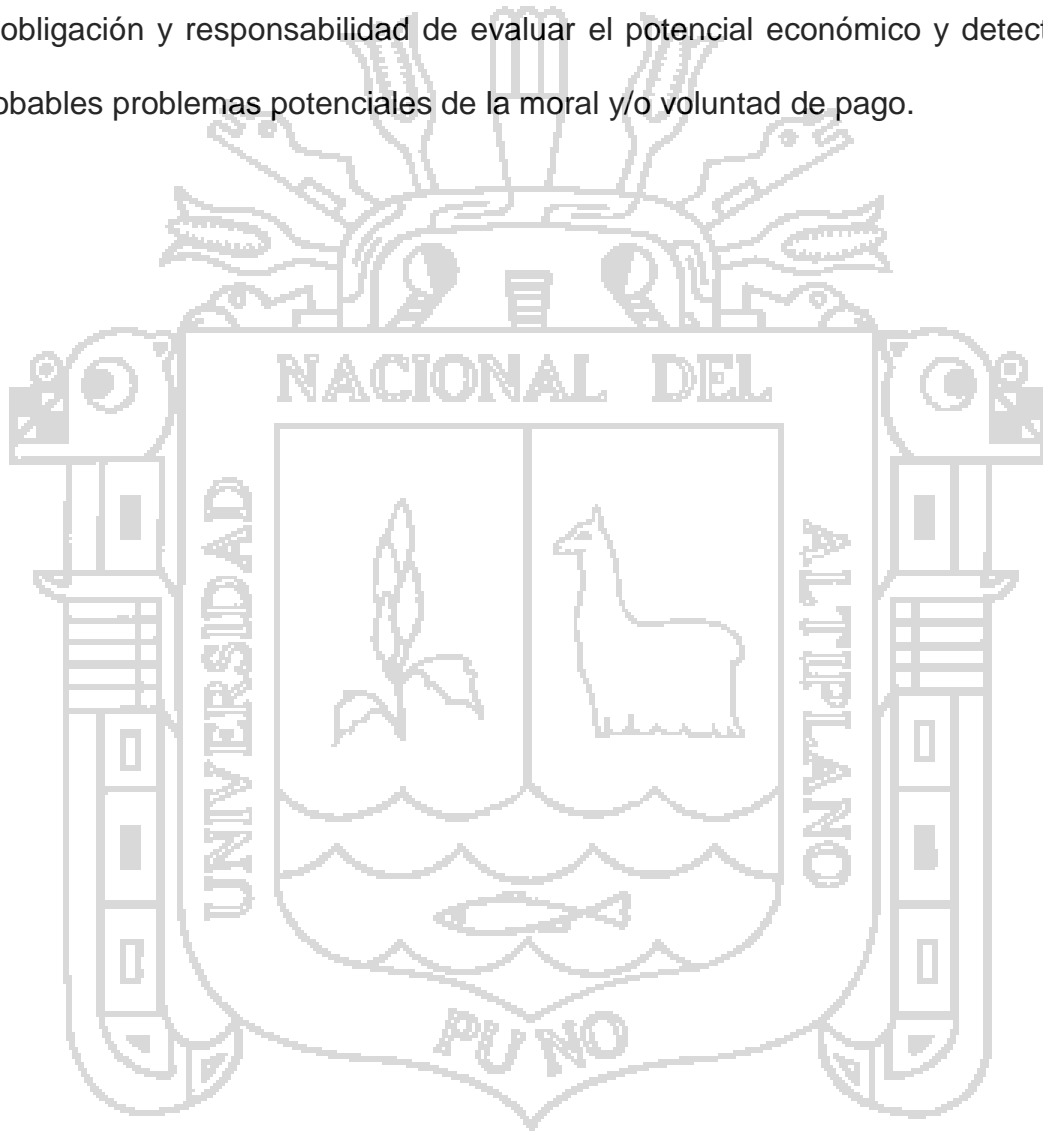 obligación y responsabilidad de evaluar el potencial económico y detect
obables problemas potenciales de la moral y/o voluntad de pago.
NACIONAL DEL
UNIVERSIDAD
ALTIPLANO
PUNO